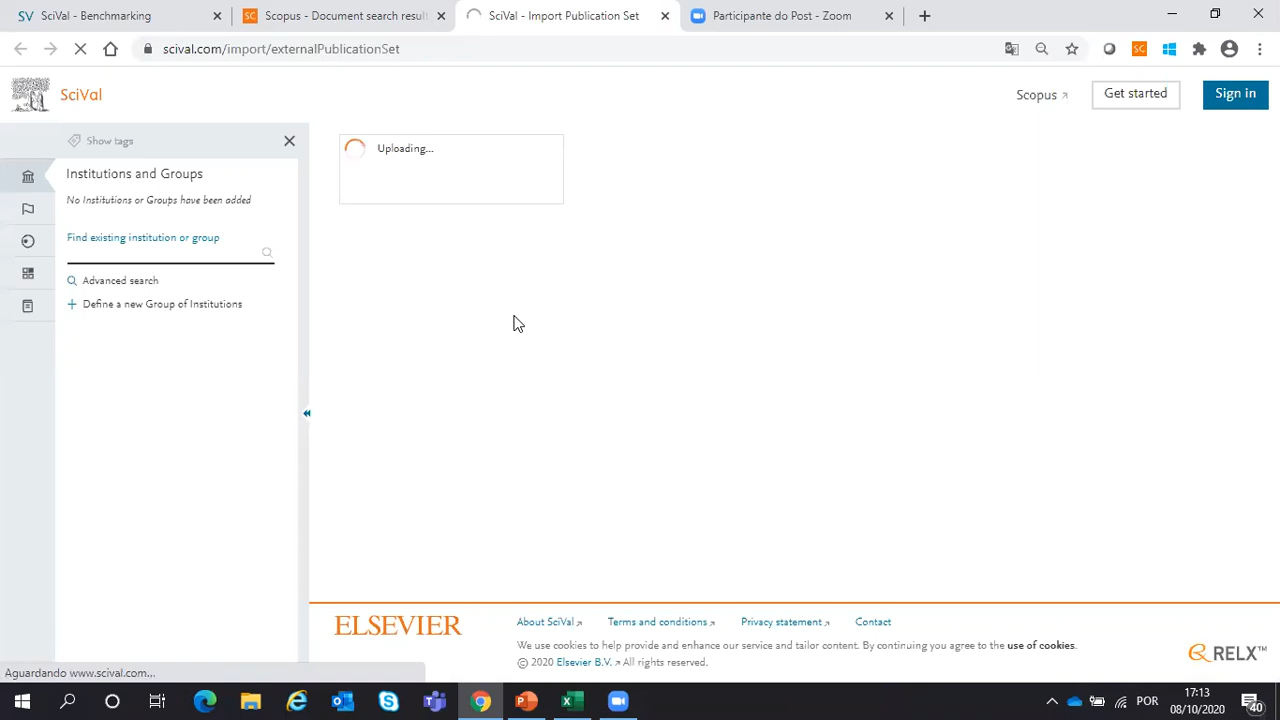 SV SciVal - Benchmarking
SC Scopus - Document search result
SciVal - Import Publication Set
Participante do Post - Zoom
scival.com/import/externalPublicationSet
SC
SciVal
Scopus
Get started
Sign in
Show tags
Institutions and Groups
No Institutions or Groups have been added
Find existing institution or group
Advanced search
Define a new Group of Institutions
Uploading...
ELSEVIER
About SciVal
Terms and conditions
Privacy statement
Contact
We use cookies to help provide and enhance our service and tailor content. By continuing you agree to the use of cookies.
© 2020 Elsevier B.V. All rights reserved.
RELX™
Aguardando www.scival.com...
POR
17:13
08/10/2020
40